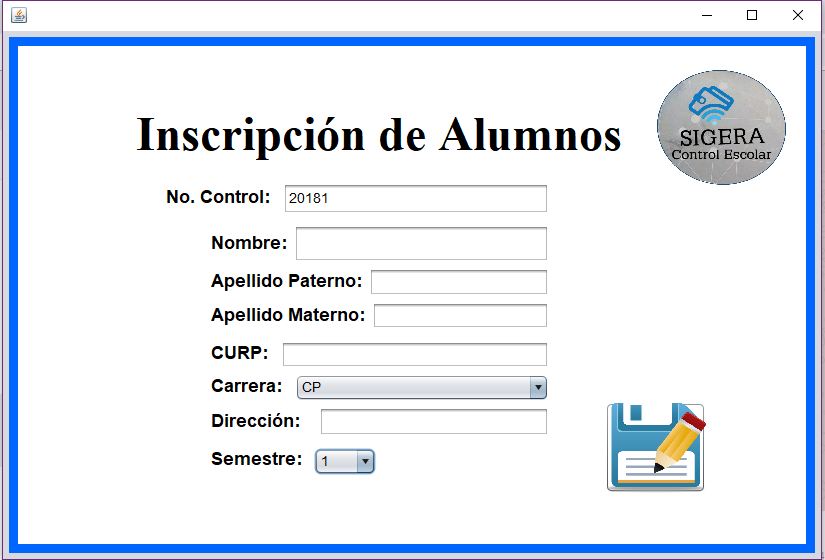 Inscripción de Alumnos
SIGERA
Control Escolar
No. Control: 20181
Nombre:
Apellido Paterno:
Apellido Materno:
CURP:
Carrera: CP
Dirección:
Semestre: 1